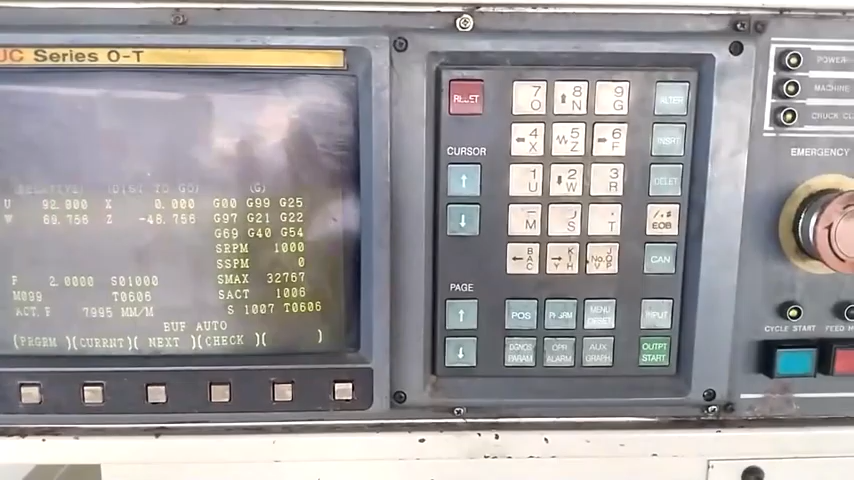 UC Series O-T
(DIST TO GO) (G)
U 92.000 X 0.000 G00 G99 G25
W 69.756 Z -48.756 G97 G21 G22
G69 G40 G54
SRPM 1000
SSPM 0
F 2.0000 S01000 SMAX 32767
M099 T0606 SACT 1006
ACT.F 7995 MM/M S 1007 T0606
BUF AUTO
(PRGRM )(CURRNT)( NEXT )(CHECK )( )
RESET
7 O
8 N
9 G
ALTER
4 X
5 Z
6 F
INSRT
CURSOR
1 U
2 W
3 R
DELET
- M
0 S
. T
/,# EOB
B A C
K I H Y
No. Q V P
CAN
PAGE
POS
PRGRM
MENU OFSET
INPUT
DGNOS PARAM
OPR ALARM
AUX GRAPH
OUTPT START
POWER
MACHINE
CHUCK CL
EMERGENCY
CYCLE START
FEED H